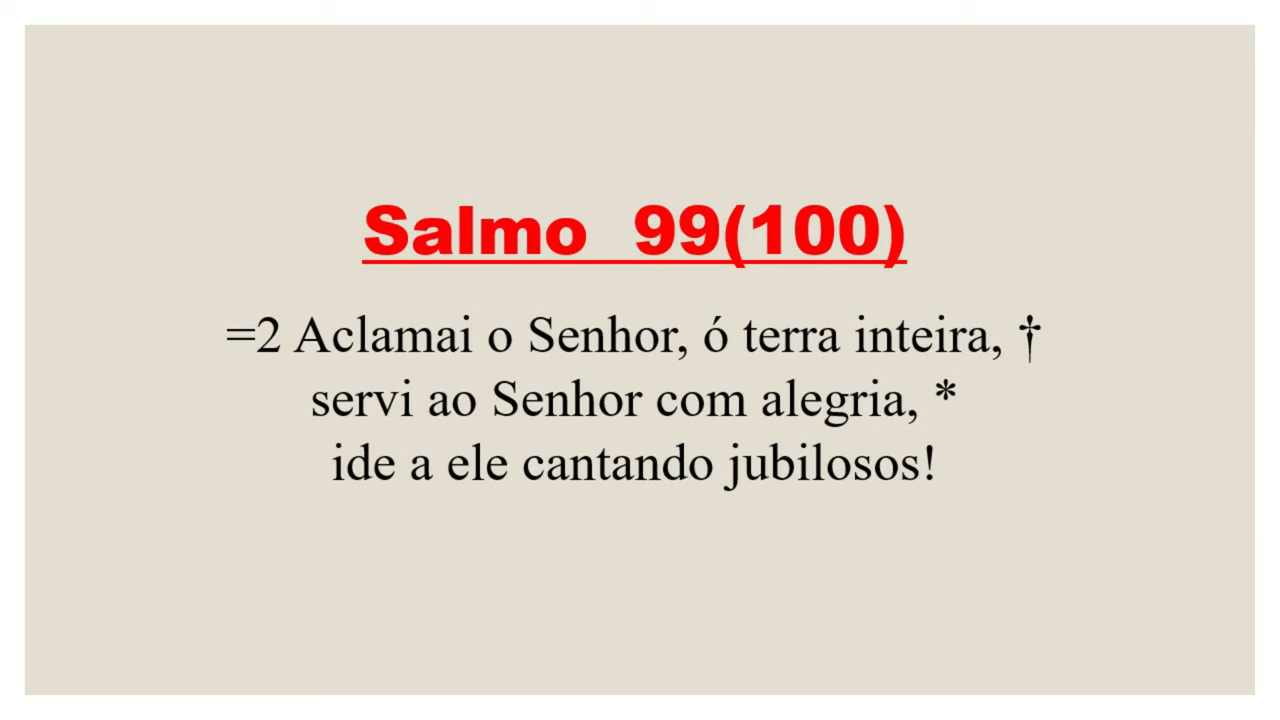 Salmo 99(100)
=2 Aclamai o Senhor, ó terra inteira, †
servi ao Senhor com alegria, *
ide a ele cantando jubilosos!